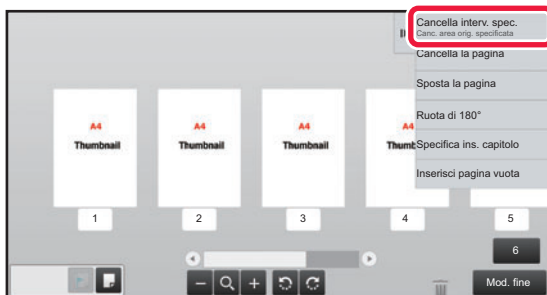 Cancella interv. spec.
Canc. area orig. specificata
Cancella la pagina
Sposta la pagina
Ruota di 180°
Specifica ins. capitolo
Inserisci pagina vuota
A4
Thumbnail
A4
Thumbnail
A4
Thumbnail
A4
1
2
3
4
5
6
Mod. fine